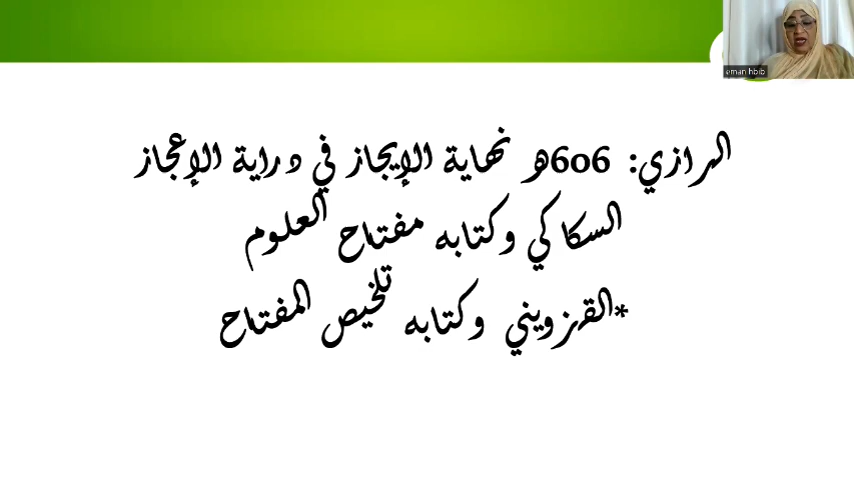 eman hbib
الرازي: 606هـ نهاية الإيجاز في دراية الإعجاز
السكاكي وكتابه مفتاح العلوم
*القزويني وكتابه تلخيص المفتاح